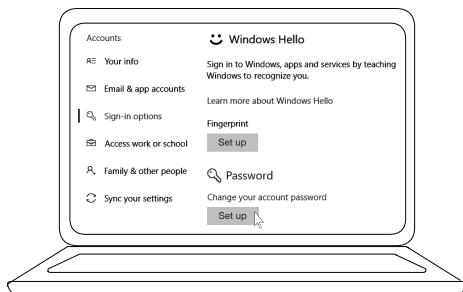 Accounts
Your info
Email & app accounts
Sign-in options
Access work or school
Family & other people
Sync your settings
Windows Hello
Sign in to Windows, apps and services by teaching
Windows to recognize you.
Learn more about Windows Hello
Fingerprint
Set up
Password
Change your account password
Set up